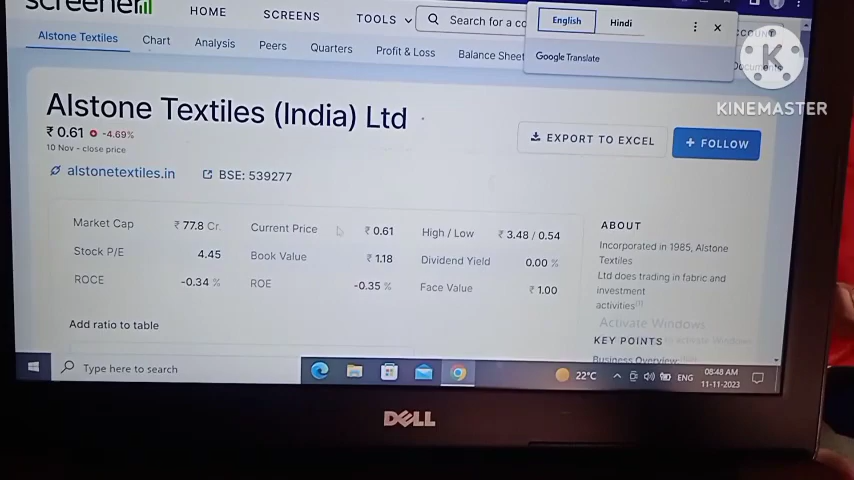 screener
HOME
SCREENS
TOOLS
Search for a co
English
Hindi
Google Translate
Alstone Textiles
Chart
Analysis
Peers
Quarters
Profit & Loss
Balance Sheet
KINEMASTER
Alstone Textiles (India) Ltd
₹ 0.61 -4.69%
10 Nov - close price
EXPORT TO EXCEL
+ FOLLOW
alstonetextiles.in
BSE: 539277
Market Cap ₹ 77.8 Cr.
Current Price ₹ 0.61
High / Low ₹ 3.48 / 0.54
Stock P/E 4.45
Book Value ₹ 1.18
Dividend Yield 0.00 %
ROCE -0.34 %
ROE -0.35 %
Face Value ₹ 1.00
Add ratio to table
ABOUT
Incorporated in 1985, Alstone
Textiles
Ltd does trading in fabric and
investment
activities[1]
Activate Windows
KEY POINTS
Business Overview
Type here to search
22°C
ENG
08:48 AM
11-11-2023
DELL